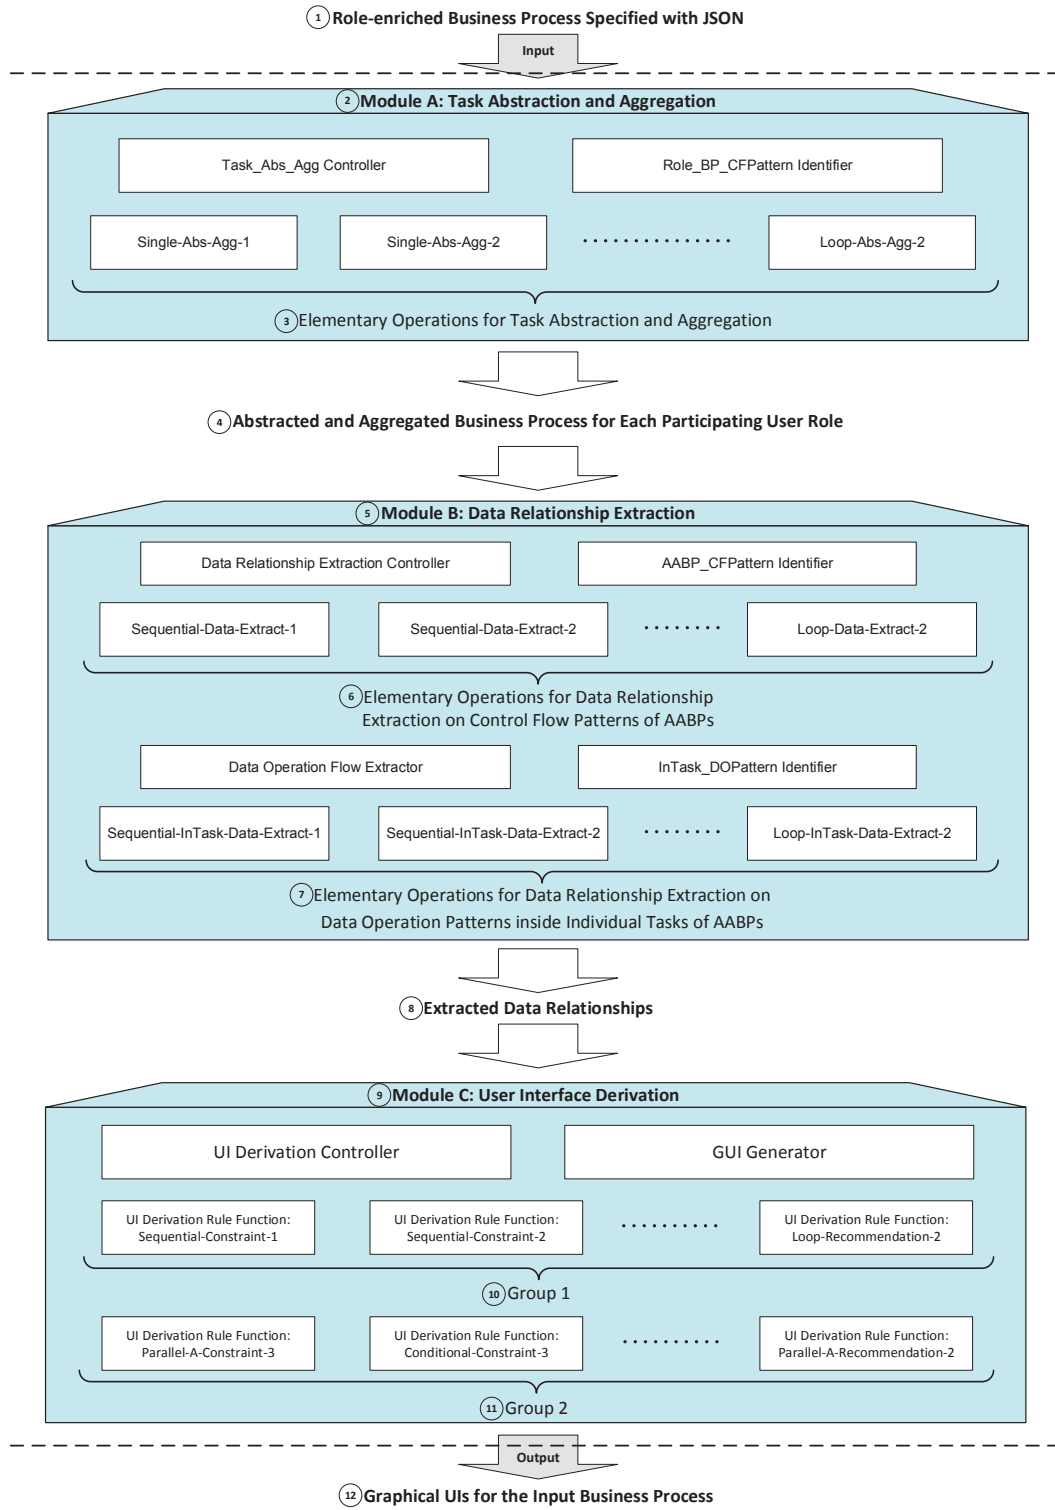 1 Role-enriched Business Process Specified with JSON
Input
2 Module A: Task Abstraction and Aggregation
Task_Abs_Agg Controller
Role_BP_CFPattern Identifier
Single-Abs-Agg-1
Single-Abs-Agg-2
...............
Loop-Abs-Agg-2
3 Elementary Operations for Task Abstraction and Aggregation
4 Abstracted and Aggregated Business Process for Each Participating User Role
5 Module B: Data Relationship Extraction
Data Relationship Extraction Controller
AABP_CFPattern Identifier
Sequential-Data-Extract-1
Sequential-Data-Extract-2
........
Loop-Data-Extract-2
6 Elementary Operations for Data Relationship
Extraction on Control Flow Patterns of AABPs
Data Operation Flow Extractor
InTask_DOPattern Identifier
Sequential-InTask-Data-Extract-1
Sequential-InTask-Data-Extract-2
........
Loop-InTask-Data-Extract-2
7 Elementary Operations for Data Relationship Extraction on
Data Operation Patterns inside Individual Tasks of AABPs
8 Extracted Data Relationships
9 Module C: User Interface Derivation
UI Derivation Controller
GUI Generator
UI Derivation Rule Function:
Sequential-Constraint-1
UI Derivation Rule Function:
Sequential-Constraint-2
..........
UI Derivation Rule Function:
Loop-Recommendation-2
10 Group 1
UI Derivation Rule Function:
Parallel-A-Constraint-3
UI Derivation Rule Function:
Conditional-Constraint-3
..........
UI Derivation Rule Function:
Parallel-A-Recommendation-2
11 Group 2
Output
12 Graphical UIs for the Input Business Process